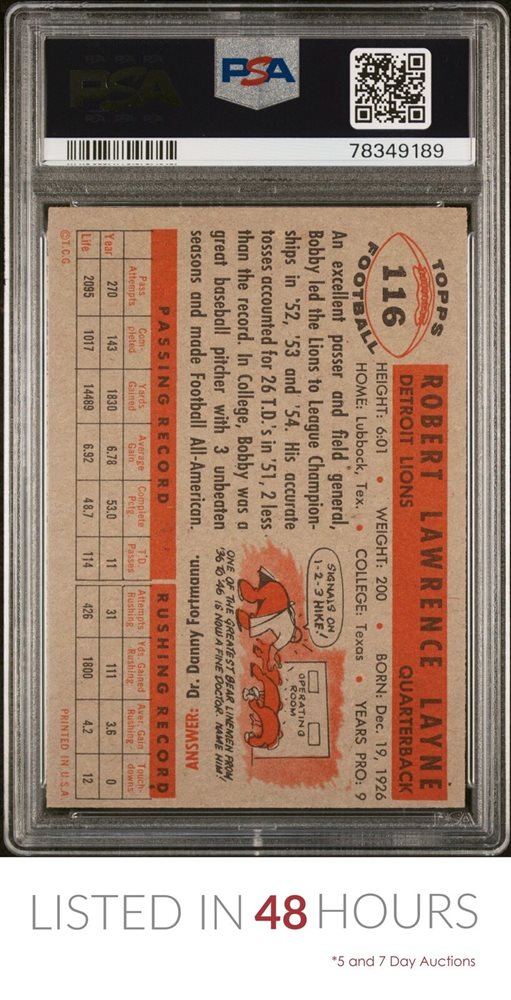 PSA
78349189
TOPPS
116
FOOTBALL
ROBERT LAWRENCE LAYNE
DETROIT LIONS QUARTERBACK
HEIGHT: 6:01 • WEIGHT: 200 • BORN: Dec. 19, 1926
HOME: Lubbock, Tex. • COLLEGE: Texas • YEARS PRO: 9
An excellent passer and field general,
Bobby led the Lions to League Champion-
ships in '52, '53 and '54. His accurate
tosses accounted for 26 T.D.'s in '51, 2 less
than the record. In College, Bobby was a
great baseball pitcher with 3 unbeaten
seasons and made Football All-American.
SIGNALS ON
1-2-3 HIKE!
OPERATING
ROOM
ONE OF THE GREATEST BEAR LINEMEN FROM
'36 TO '46 IS NOW A FINE DOCTOR. NAME HIM!
ANSWER: Dr. Danny Fortmann.
PASSING RECORD RUSHING RECORD
Pass Attempts Com-pleted Yards Gained Average Gain Complete Pctg. T'D Passes Attempts Rushing Yds. Gained Rushing Aver. Gain Rushing Touch-downs
Year 270 143 1830 6.78 53.0 11 31 111 3.6 0
Life 2095 1017 14489 6.92 48.7 114 426 1800 4.2 12
©T.C.G. PRINTED IN U.S.A.
PSA
LISTED IN 48 HOURS
*5 and 7 Day Auctions